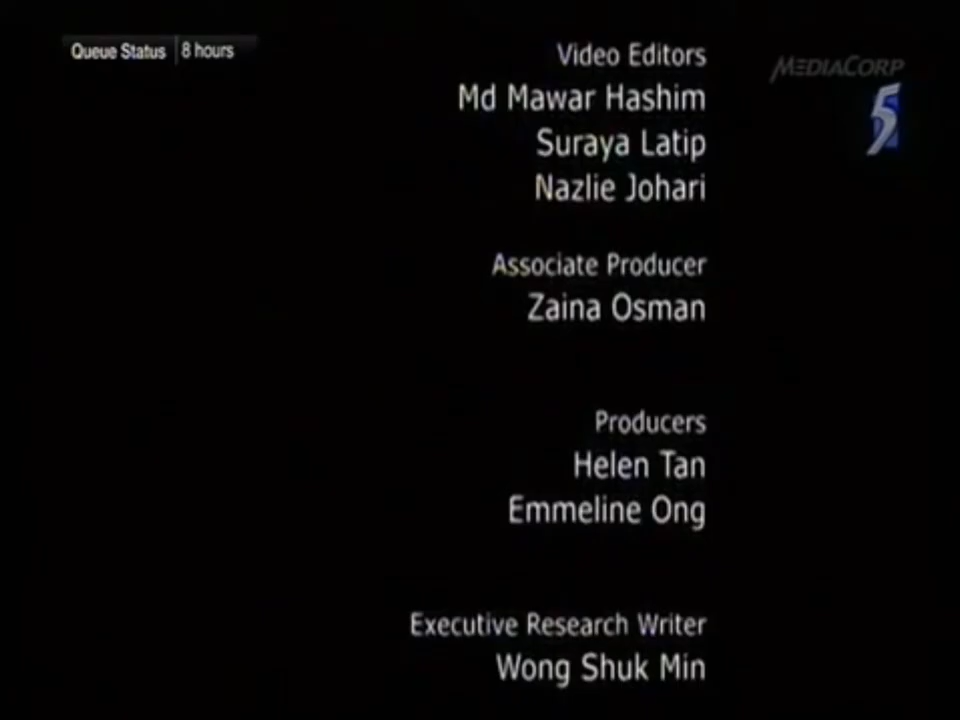 Queue Status 8 hours
MEDIACORP
5
Video Editors
Md Mawar Hashim
Suraya Latip
Nazlie Johari
Associate Producer
Zaina Osman
Producers
Helen Tan
Emmeline Ong
Executive Research Writer
Wong Shuk Min